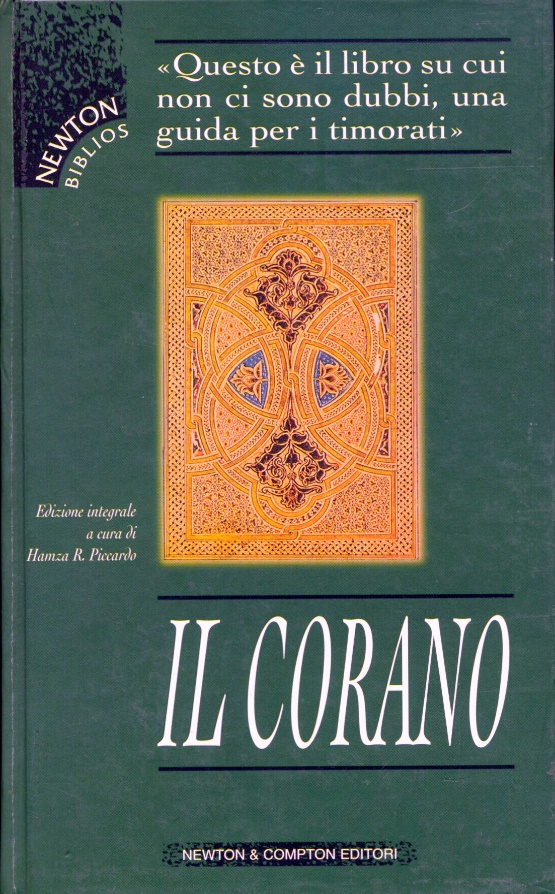 NEWTON
BIBLIOS
«Questo è il libro su cui
non ci sono dubbi, una
guida per i timorati»
Edizione integrale
a cura di
Hamza R. Piccardo
IL CORANO
NEWTON & COMPTON EDITORI